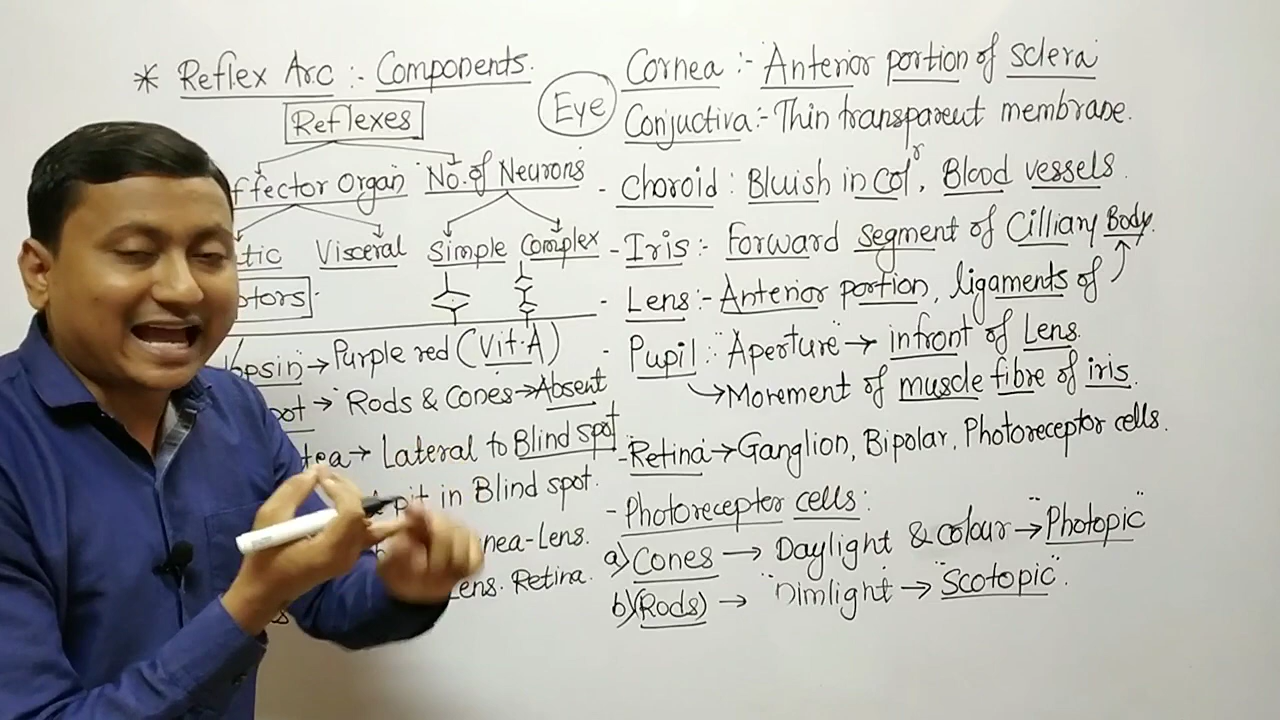 * Reflex Arc :- Components.
Reflexes
ffector Organ No. of Neurons
tic Visceral Simple Complex
tors
opsin → Purple red (Vit.A)
pot → Rods & Cones → Absent
tea → Lateral to Blind spot
pit in Blind spot.
nea-Lens.
Lens. Retina.
Eye
Cornea :- Anterior portion of sclera
Conjuctiva:- Thin transparent membrane.
- Choroid : Bluish in colʳ, Blood vessels.
- Iris :- Forward segment of Cilliary Body.
- Lens :- Anterior portion, ligaments of
- Pupil : "Aperture" → infront of Lens.
→ Movement of muscle fibre of iris.
- Retina → Ganglion, Bipolar, Photoreceptor cells.
- Photoreceptor cells :
a) Cones → Daylight & colour → "Photopic"
b) (Rods) → Dimlight → "Scotopic".